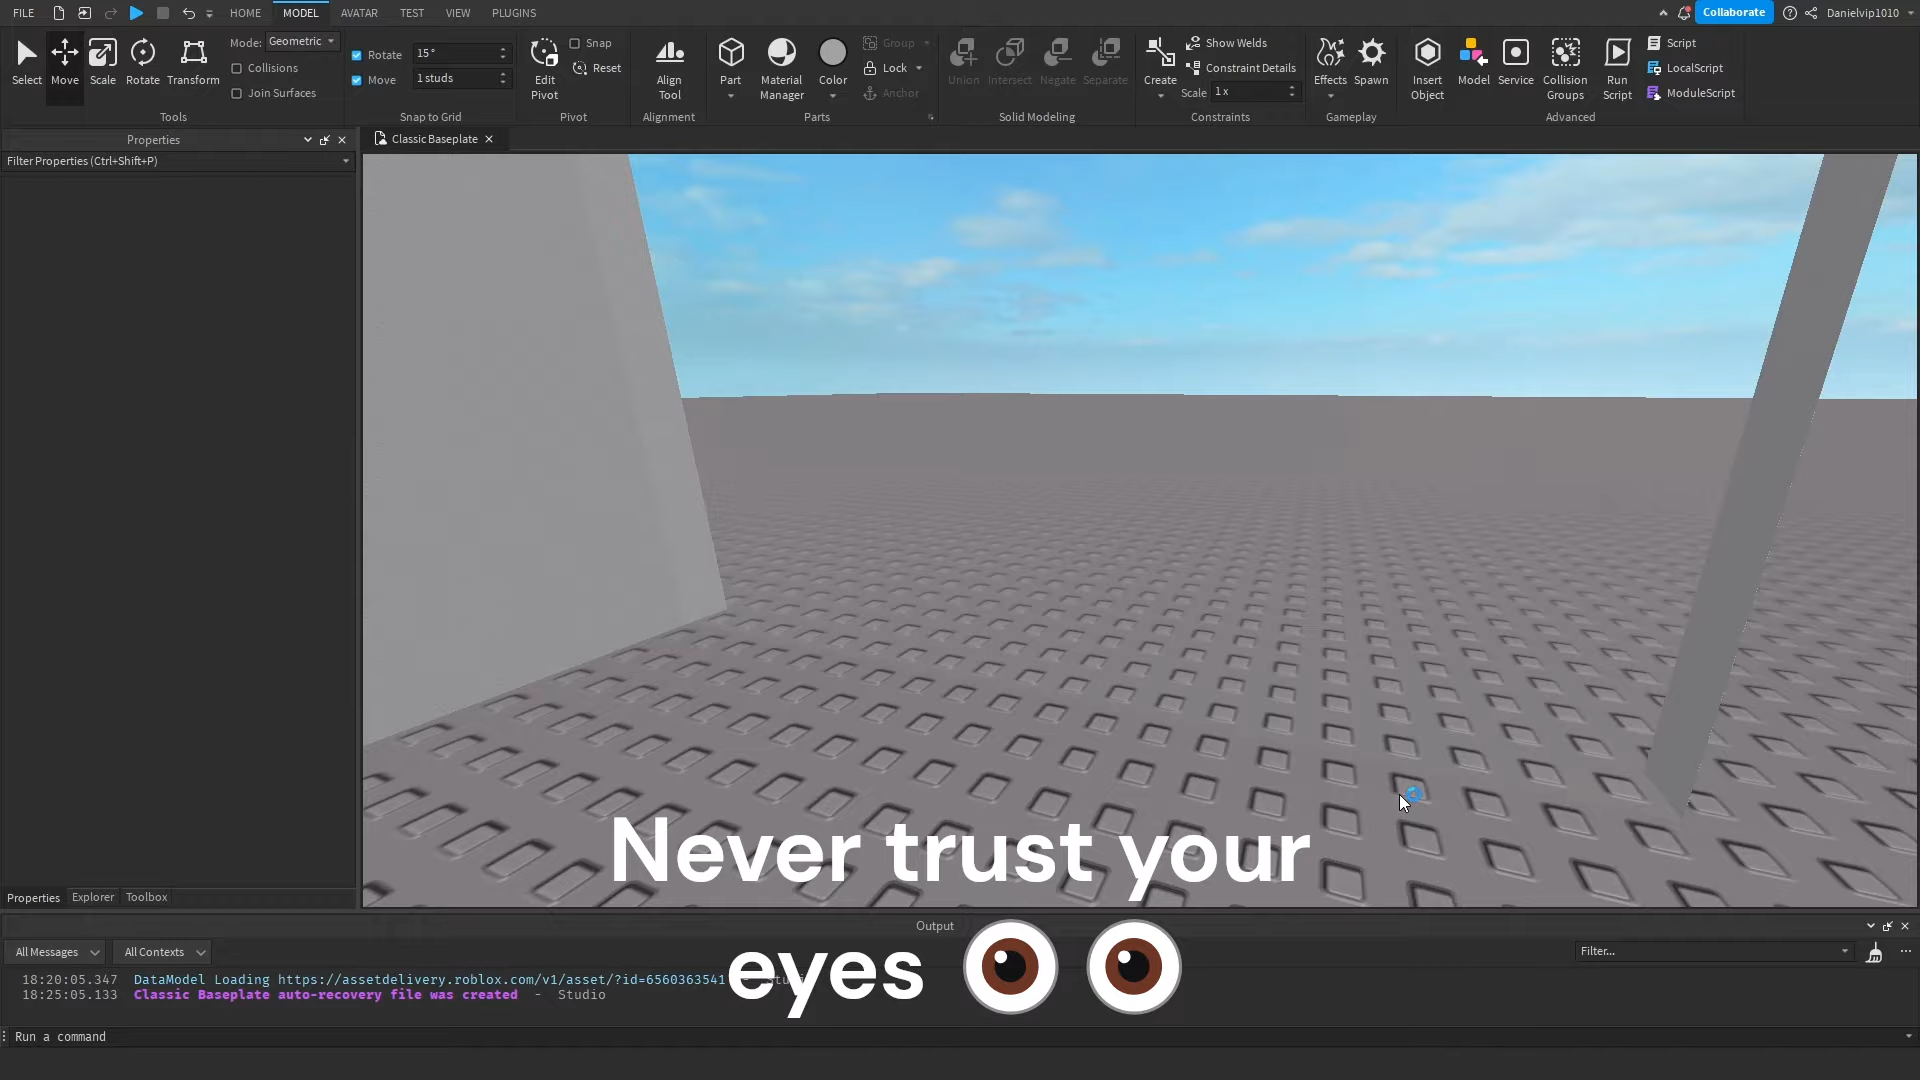 FILE HOME MODEL AVATAR TEST VIEW PLUGINS Collaborate Danielvip1010
Select Move Scale Rotate Transform
Mode: Geometric
Collisions
Join Surfaces
Tools
Rotate 15°
Move 1 studs
Snap to Grid
Edit
Pivot
Snap
Reset
Pivot
Align
Tool
Alignment
Part
Material
Manager
Color
Group
Lock
Anchor
Parts
Union Intersect Negate Separate
Solid Modeling
Create
Show Welds
Constraint Details
Scale 1 x
Constraints
Effects Spawn
Gameplay
Insert
Object
Model
Service
Collision
Groups
Run
Script
Script
LocalScript
ModuleScript
Advanced
Properties
Filter Properties (Ctrl+Shift+P)
Classic Baseplate
Never trust your
eyes
Properties Explorer Toolbox
Output
All Messages All Contexts Filter...
18:20:05.347 DataModel Loading https://assetdelivery.roblox.com/v1/asset/?id=6560363541
18:25:05.133 Classic Baseplate auto-recovery file was created - Studio
Run a command